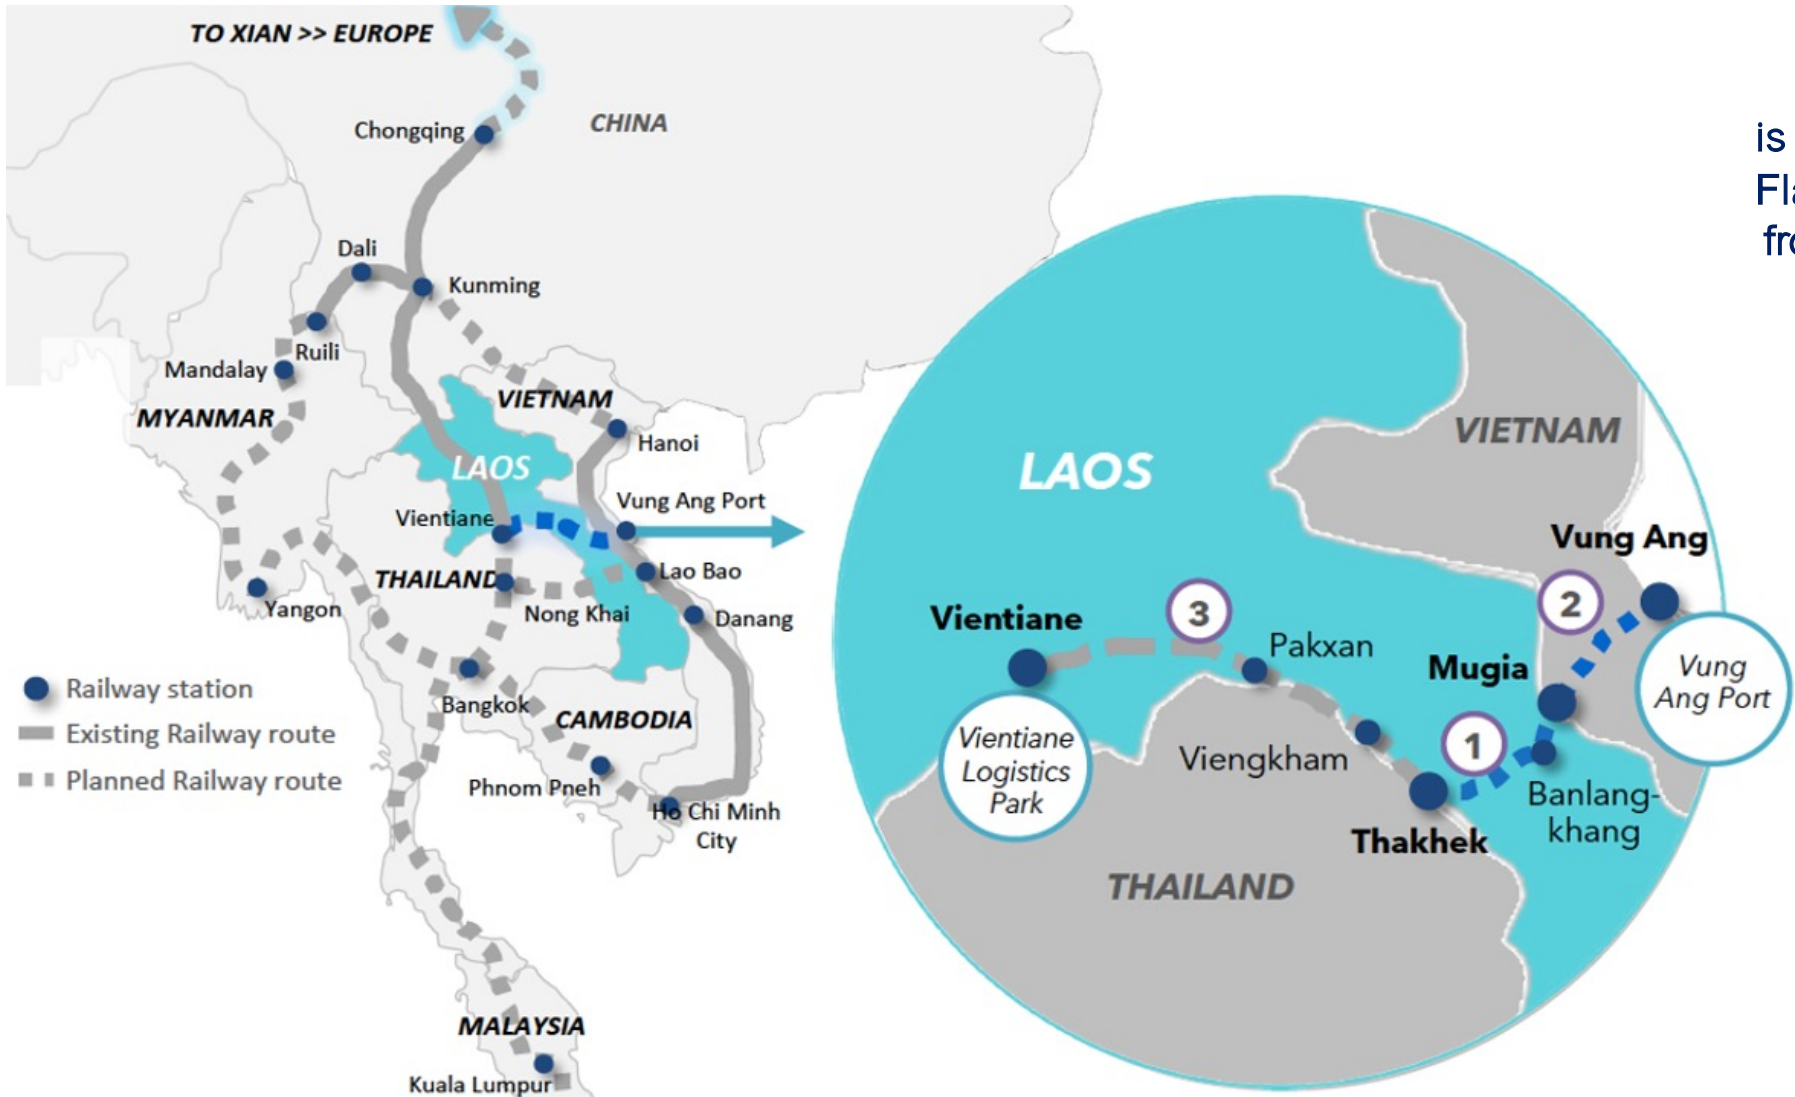 TO XIAN >> EUROPE
CHINA
Chongqing
Dali
Kunming
Ruili
Mandalay
MYANMAR
VIETNAM
Hanoi
LAOS
Vung Ang Port
Vientiane
Lao Bao
THAILAND
Nong Khai
Danang
Yangon
Bangkok
CAMBODIA
Phnom Pneh
Ho Chi Minh
City
MALAYSIA
Kuala Lumpur
Railway station
Existing Railway route
Planned Railway route
LAOS
VIETNAM
Vung Ang
2
3
Vientiane
Pakxan
Mugia
Vung
Ang Port
Vientiane
Logistics
Park
Viengkham
1
Banlang-
khang
Thakhek
THAILAND
is